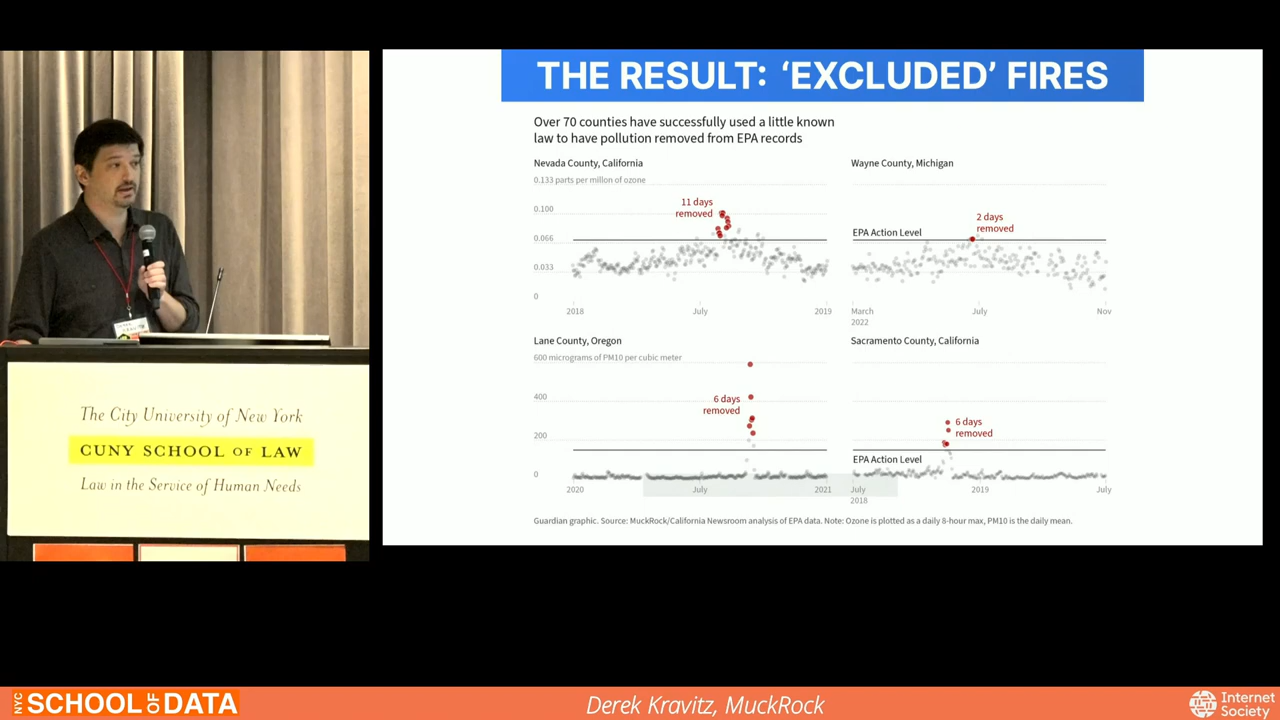 THE RESULT: ‘EXCLUDED’ FIRES
Over 70 counties have successfully used a little known
law to have pollution removed from EPA records
Nevada County, California
0.133 parts per millon of ozone
11 days
removed
0.100
0.066
0.033
0
2018
July
2019
Wayne County, Michigan
2 days
removed
EPA Action Level
March
2022
July
Nov
Lane County, Oregon
600 micrograms of PM10 per cubic meter
6 days
removed
400
200
0
2020
July
2021
Sacramento County, California
6 days
removed
EPA Action Level
July
2018
2019
July
Guardian graphic. Source: MuckRock/California Newsroom analysis of EPA data. Note: Ozone is plotted as a daily 8-hour max, PM10 is the daily mean.
The City University of New York
CUNY SCHOOL OF LAW
Law in the Service of Human Needs
NYC SCHOOL OF DATA
Derek Kravitz, MuckRock
Internet
Society